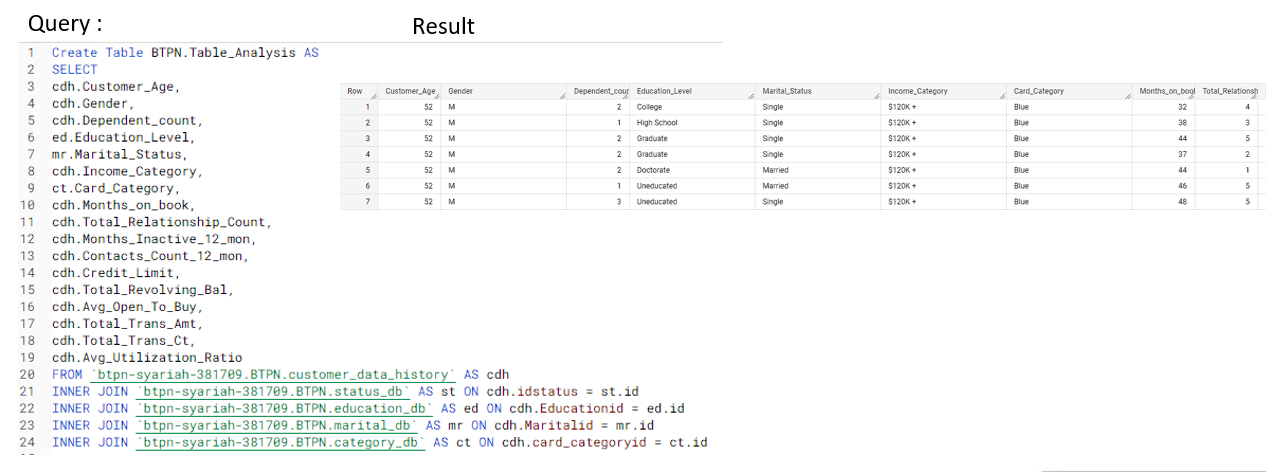 Query :
Result
1 Create Table BTPN.Table_Analysis AS
2 SELECT
3 cdh.Customer_Age,
4 cdh.Gender,
5 cdh.Dependent_count,
6 ed.Education_Level,
7 mr.Marital_Status,
8 cdh.Income_Category,
9 ct.Card_Category,
10 cdh.Months_on_book,
11 cdh.Total_Relationship_Count,
12 cdh.Months_Inactive_12_mon,
13 cdh.Contacts_Count_12_mon,
14 cdh.Credit_Limit,
15 cdh.Total_Revolving_Bal,
16 cdh.Avg_Open_To_Buy,
17 cdh.Total_Trans_Amt,
18 cdh.Total_Trans_Ct,
19 cdh.Avg_Utilization_Ratio
20 FROM `btpn-syariah-381709.BTPN.customer_data_history` AS cdh
21 INNER JOIN `btpn-syariah-381709.BTPN.status_db` AS st ON cdh.idstatus = st.id
22 INNER JOIN `btpn-syariah-381709.BTPN.education_db` AS ed ON cdh.Educationid = ed.id
23 INNER JOIN `btpn-syariah-381709.BTPN.marital_db` AS mr ON cdh.Maritalid = mr.id
24 INNER JOIN `btpn-syariah-381709.BTPN.category_db` AS ct ON cdh.card_categoryid = ct.id
Row Customer_Age Gender Dependent_cour Education_Level Marital_Status Income_Category Card_Category Months_on_bool Total_Relationsh
1 52 M 2 College Single $120K + Blue 32 4
2 52 M 1 High School Single $120K + Blue 38 3
3 52 M 2 Graduate Single $120K + Blue 44 5
4 52 M 2 Graduate Single $120K + Blue 37 2
5 52 M 2 Doctorate Married $120K + Blue 44 1
6 52 M 1 Uneducated Married $120K + Blue 46 5
7 52 M 3 Uneducated Single $120K + Blue 48 5